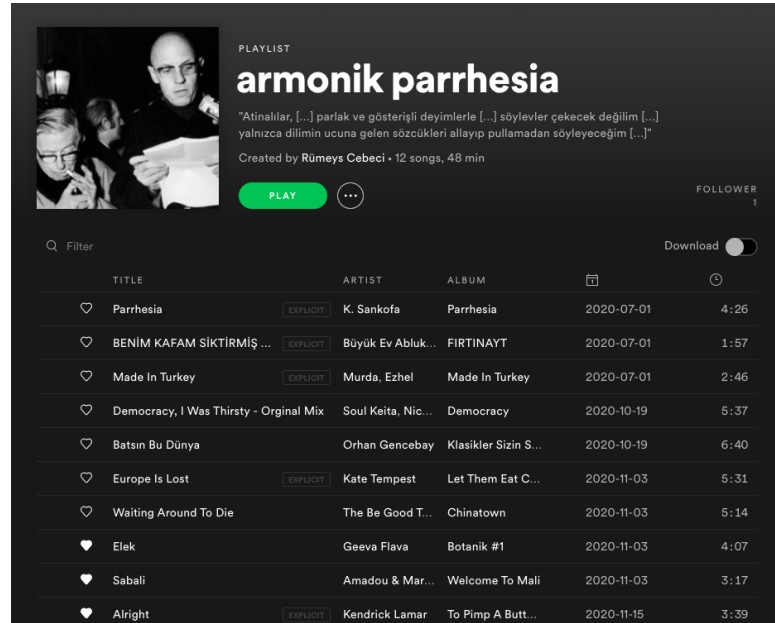 PLAYLIST
armonik parrhesia
"Atinalılar, [...] parlak ve gösterişli deyimlerle [...] söylevler çekecek değilim [...]
yalnızca dilimin ucuna gelen sözcükleri allayıp pullamadan söyleyeceğim [...]"
Created by Rümeys Cebeci • 12 songs, 48 min
PLAY
FOLLOWER
1
Filter
Download
TITLE ARTIST ALBUM
Parrhesia EXPLICIT K. Sankofa Parrhesia 2020-07-01 4:26
BENİM KAFAM SİKTİRMİŞ ... EXPLICIT Büyük Ev Abluk... FIRTINAYT 2020-07-01 1:57
Made In Turkey EXPLICIT Murda, Ezhel Made In Turkey 2020-07-01 2:46
Democracy, I Was Thirsty - Orginal Mix Soul Keita, Nic... Democracy 2020-10-19 5:37
Batsın Bu Dünya Orhan Gencebay Klasikler Sizin S... 2020-10-19 6:40
Europe Is Lost EXPLICIT Kate Tempest Let Them Eat C... 2020-11-03 5:31
Waiting Around To Die The Be Good T... Chinatown 2020-11-03 5:14
Elek Geeva Flava Botanik #1 2020-11-03 4:07
Sabali Amadou & Mar... Welcome To Mali 2020-11-03 3:17
Alright EXPLICIT Kendrick Lamar To Pimp A Butt... 2020-11-15 3:39